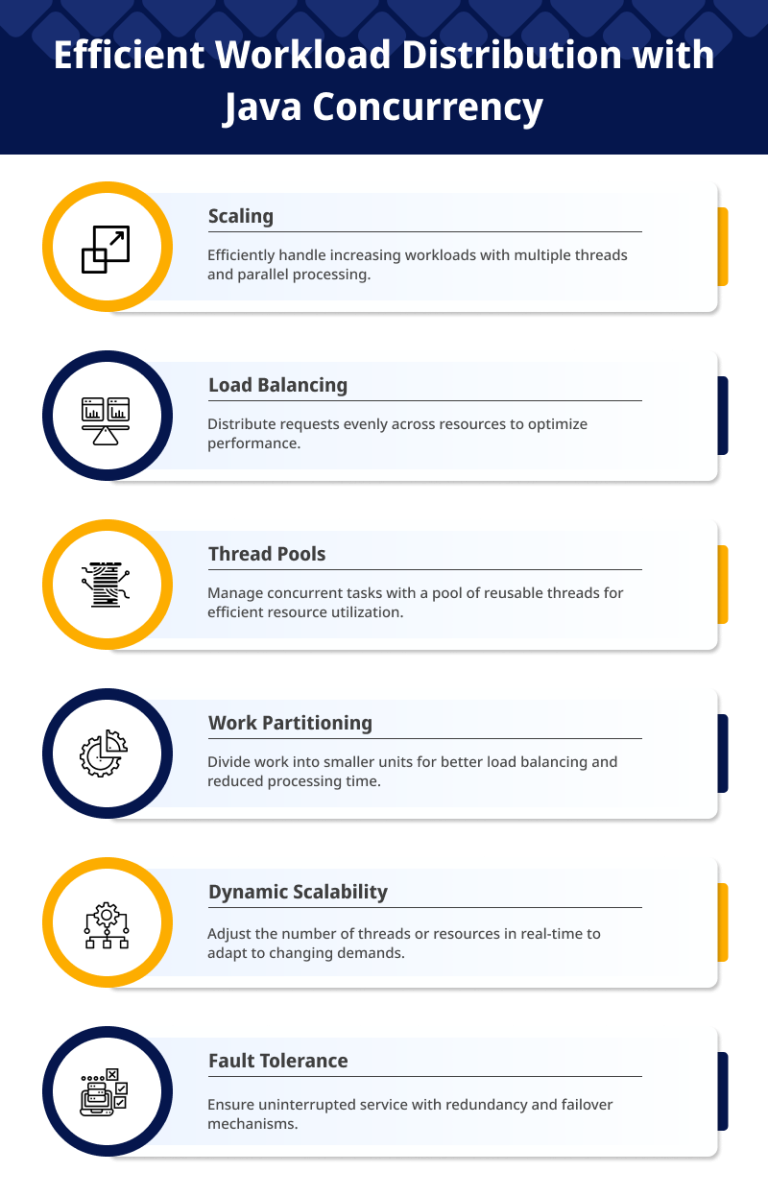 Efficient Workload Distribution with
Java Concurrency
Scaling
Efficiently handle increasing workloads with multiple threads
and parallel processing.
Load Balancing
Distribute requests evenly across resources to optimize
performance.
Thread Pools
Manage concurrent tasks with a pool of reusable threads for
efficient resource utilization.
Work Partitioning
Divide work into smaller units for better load balancing and
reduced processing time.
Dynamic Scalability
Adjust the number of threads or resources in real-time to
adapt to changing demands.
Fault Tolerance
Ensure uninterrupted service with redundancy and failover
mechanisms.